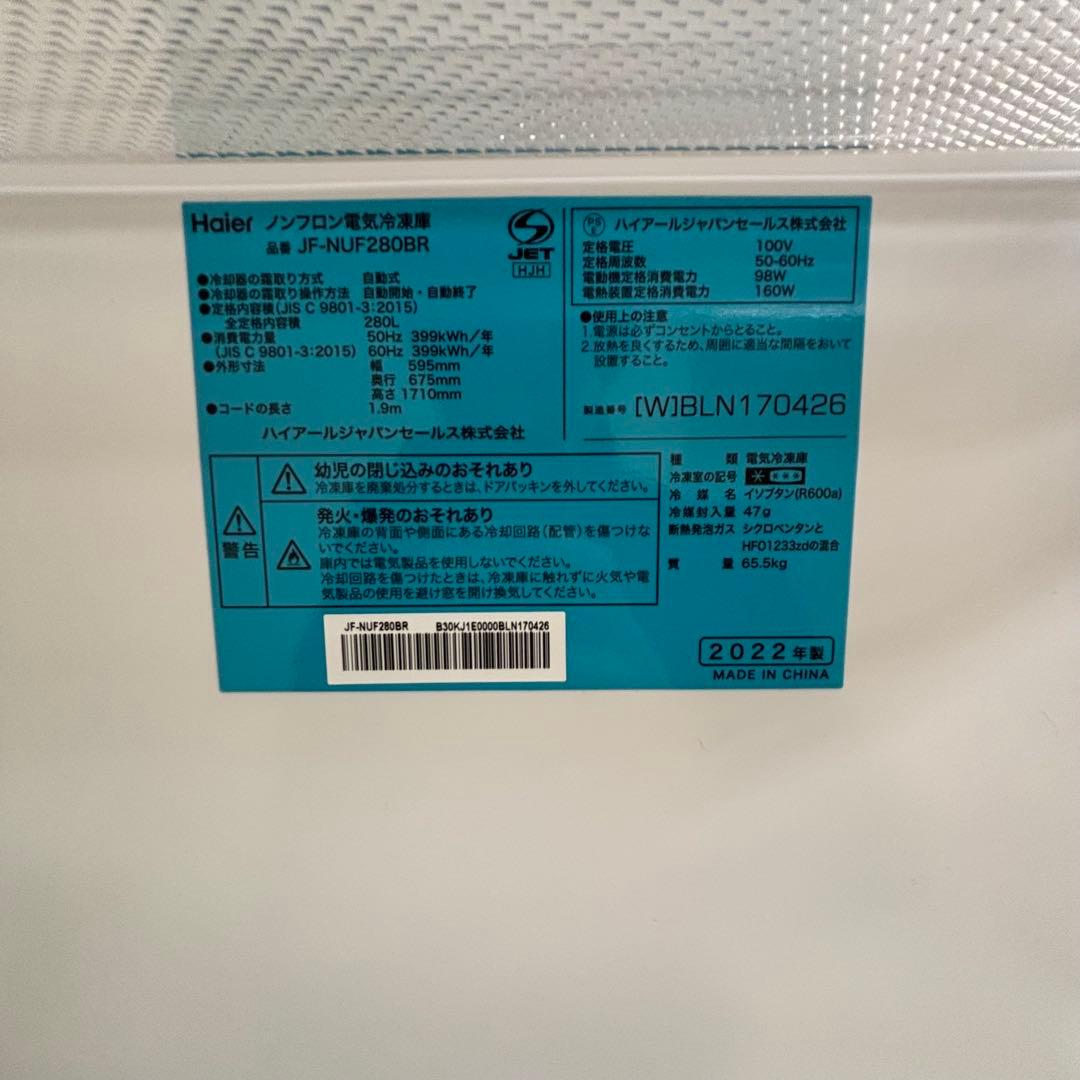 Haier ノンフロン電気冷凍庫
品番 JF-NUF280BR
JET
HJH
●冷却器の霜取り方式 自動式
●冷却器の霜取り操作方法 自動開始・自動終了
●定格内容積(JIS C 9801-3:2015)
全定格内容積 280L
●消費電力量 50Hz 399kWh/年
(JIS C 9801-3:2015) 60Hz 399kWh/年
●外形寸法 幅 595mm
奥行 675mm
高さ 1710mm
●コードの長さ 1.9m
ハイアールジャパンセールス株式会社
PS E ハイアールジャパンセールス株式会社
定格電圧 100V
定格周波数 50-60Hz
電動機定格消費電力 98W
電熱装置定格消費電力 160W
●使用上の注意
1.電源は必ずコンセントからとること。
2.放熱を良くするため、周囲に適当な間隔をおいて
設置すること。
製造番号 [W]BLN170426
警告
幼児の閉じ込みのおそれあり
冷凍庫を廃棄処分するときは、ドアパッキンを外してください。
発火・爆発のおそれあり
冷凍庫の背面や側面にある冷却回路(配管)を傷つけな
いでください。
庫内では電気製品を使用しないでください。
冷却回路を傷つけたときは、冷凍庫に触れずに火気や電
気製品の使用を避け窓を開け換気してください。
種類 電気冷凍庫
冷凍室の記号
冷媒名 イソブタン(R600a)
冷媒封入量 47g
断熱発泡ガス シクロペンタンと
HFO1233zdの混合
質量 65.5kg
JF-NUF280BR B30KJ1E0000BLN170426
2022年製
MADE IN CHINA